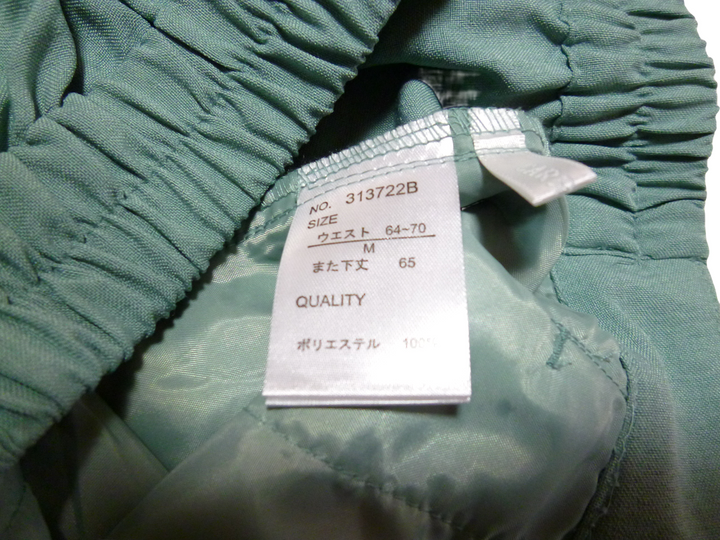 NO. 313722B
SIZE
ウエスト 64~70
M
また下丈 65
QUALITY
ポリエステル